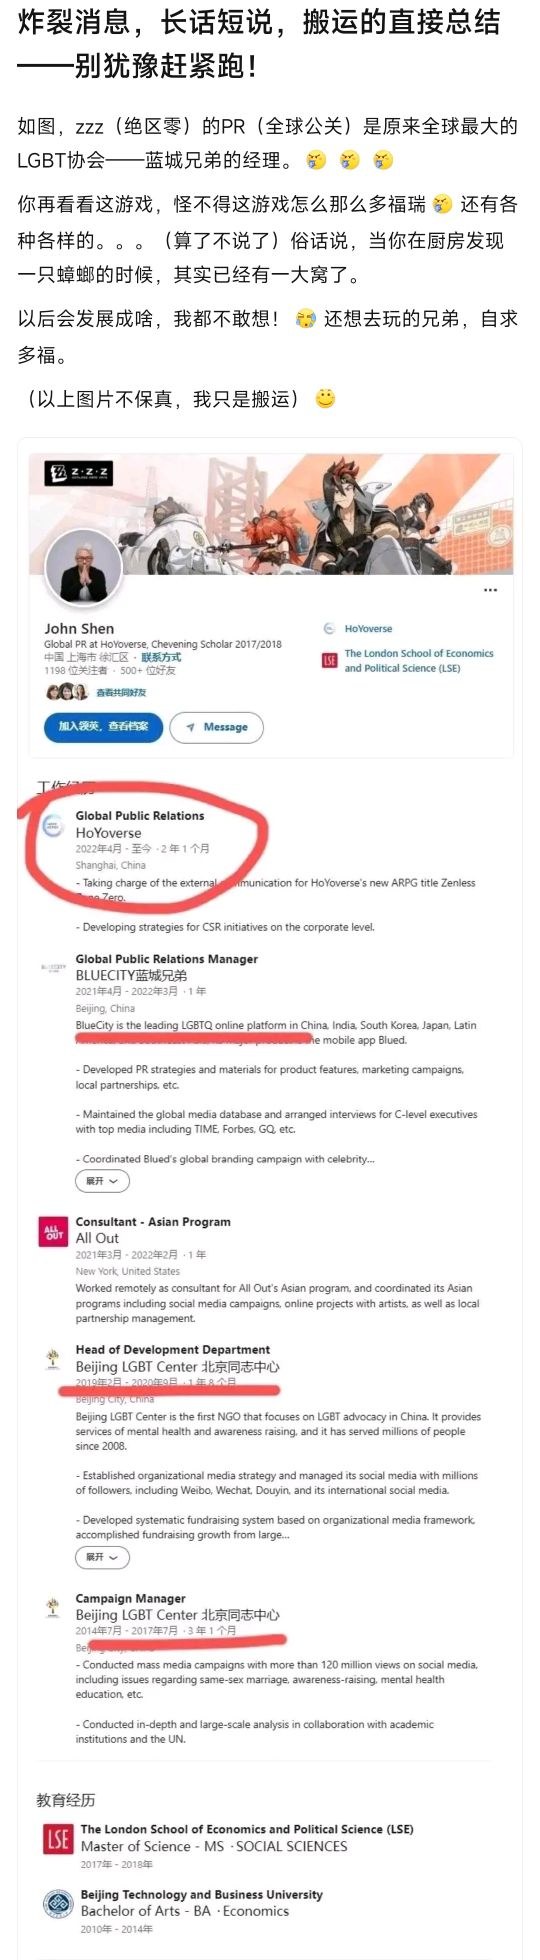 炸裂消息，长话短说，搬运的直接总结
——别犹豫赶紧跑！
如图，zzz（绝区零）的PR（全球公关）是原来全球最大的
LGBT协会——蓝城兄弟的经理。
你再看看这游戏，怪不得这游戏怎么那么多福瑞 还有各
种各样的。。。（算了不说了）俗话说，当你在厨房发现
一只蟑螂的时候，其实已经有一大窝了。
以后会发展成啥，我都不敢想！ 还想去玩的兄弟，自求
多福。
（以上图片不保真，我只是搬运）
Z·Z·Z
John Shen
Global PR at HoYoverse, Chevening Scholar 2017/2018
中国 上海市 徐汇区 · 联系方式
1198 位关注者 · 500+ 位好友
查看共同好友
HoYoverse
LSE
The London School of Economics
and Political Science (LSE)
加入领英，查看档案
Message
工作经历
Global Public Relations
HoYoverse
2022年4月 - 至今 · 2 年 1 个月
Shanghai, China
- Taking charge of the external communication for HoYoverse's new ARPG title Zenless
Zone Zero.
- Developing strategies for CSR initiatives on the corporate level.
BLUECITY
Global Public Relations Manager
BLUECITY蓝城兄弟
2021年4月 - 2022年3月 · 1 年
Beijing, China
BlueCity is the leading LGBTQ online platform in China, India, South Korea, Japan, Latin
the mobile app Blued.
- Developed PR strategies and materials for product features, marketing campaigns,
local partnerships, etc.
- Maintained the global media database and arranged interviews for C-level executives
with top media including TIME, Forbes, GQ, etc.
- Coordinated Blued's global branding campaign with celebrity...
展开
ALL
OUT
Consultant - Asian Program
All Out
2021年3月 - 2022年2月 · 1 年
New York, United States
Worked remotely as consultant for All Out's Asian program, and coordinated its Asian
programs including social media campaigns, online projects with artists, as well as local
partnership management.
Head of Development Department
Beijing LGBT Center 北京同志中心
2019年2月 - 2020年9月 · 1 年 8 个月
Beijing City, China
Beijing LGBT Center is the first NGO that focuses on LGBT advocacy in China. It provides
services of mental health and awareness raising, and it has served millions of people
since 2008.
- Established organizational media strategy and managed its social media with millions
of followers, including Weibo, Wechat, Douyin, and its international social media.
- Developed systematic fundraising system based on organizational media framework,
accomplished fundraising growth from large...
展开
Campaign Manager
Beijing LGBT Center 北京同志中心
2014年7月 - 2017年7月 · 3 年 1 个月
- Conducted mass media campaigns with more than 120 million views on social media,
including issues regarding same-sex marriage, awareness-raising, mental health
education, etc.
- Conducted in-depth and large-scale analysis in collaboration with academic
institutions and the UN.
教育经历
LSE
The London School of Economics and Political Science (LSE)
Master of Science - MS · SOCIAL SCIENCES
2017年 - 2018年
Beijing Technology and Business University
Bachelor of Arts - BA · Economics
2010年 - 2014年